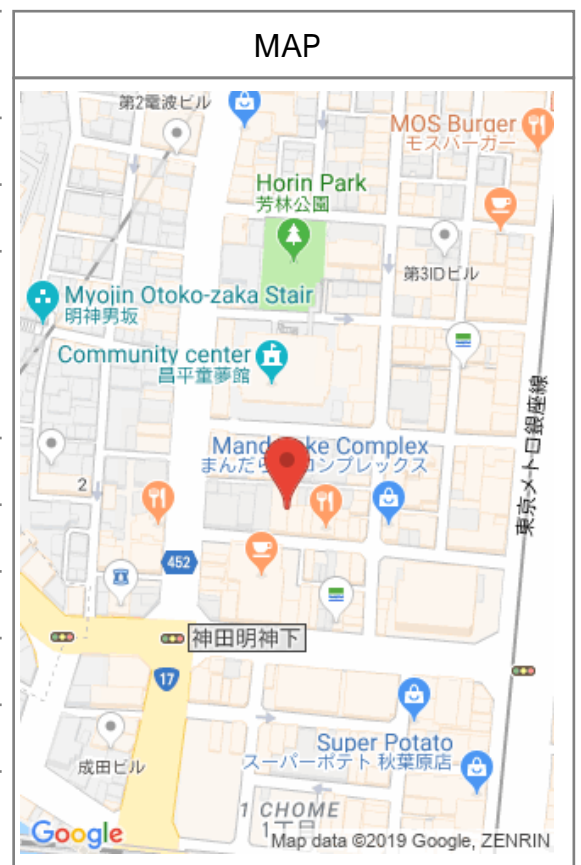 MAP
第2電波ビル
MOS Burger
モスバーガー
Horin Park
芳林公園
第3IDビル
Myojin Otoko-zaka Stair
明神男坂
Community center
昌平童夢館
東京メトロ銀座線
ke Complex
まんだら
コンプレックス
2
452
神田明神下
17
成田ビル
Super Potato
スーパーポテト 秋葉原店
1 CHOME
1丁目
Google
Map data ©2019 Google, ZENRIN